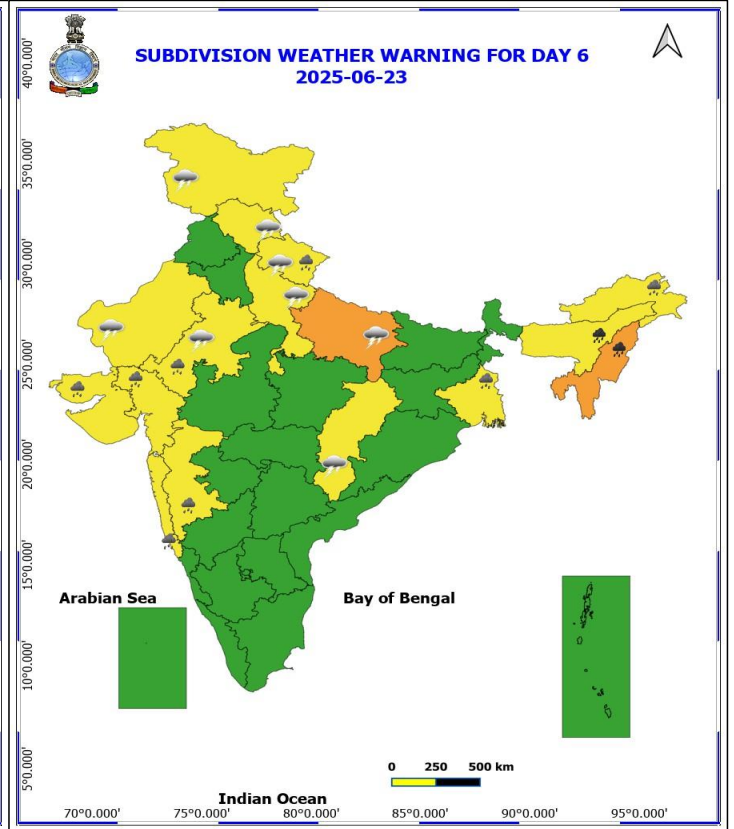 SUBDIVISION WEATHER WARNING FOR DAY 6
2025-06-23
40°0.000'
35°0.000'
30°0.000'
25°0.000'
20°0.000'
15°0.000'
10°0.000'
5°0.000'
Arabian Sea
Bay of Bengal
0 250 500 km
Indian Ocean
70°0.000' 75°0.000' 80°0.000' 85°0.000' 90°0.000' 95°0.000'